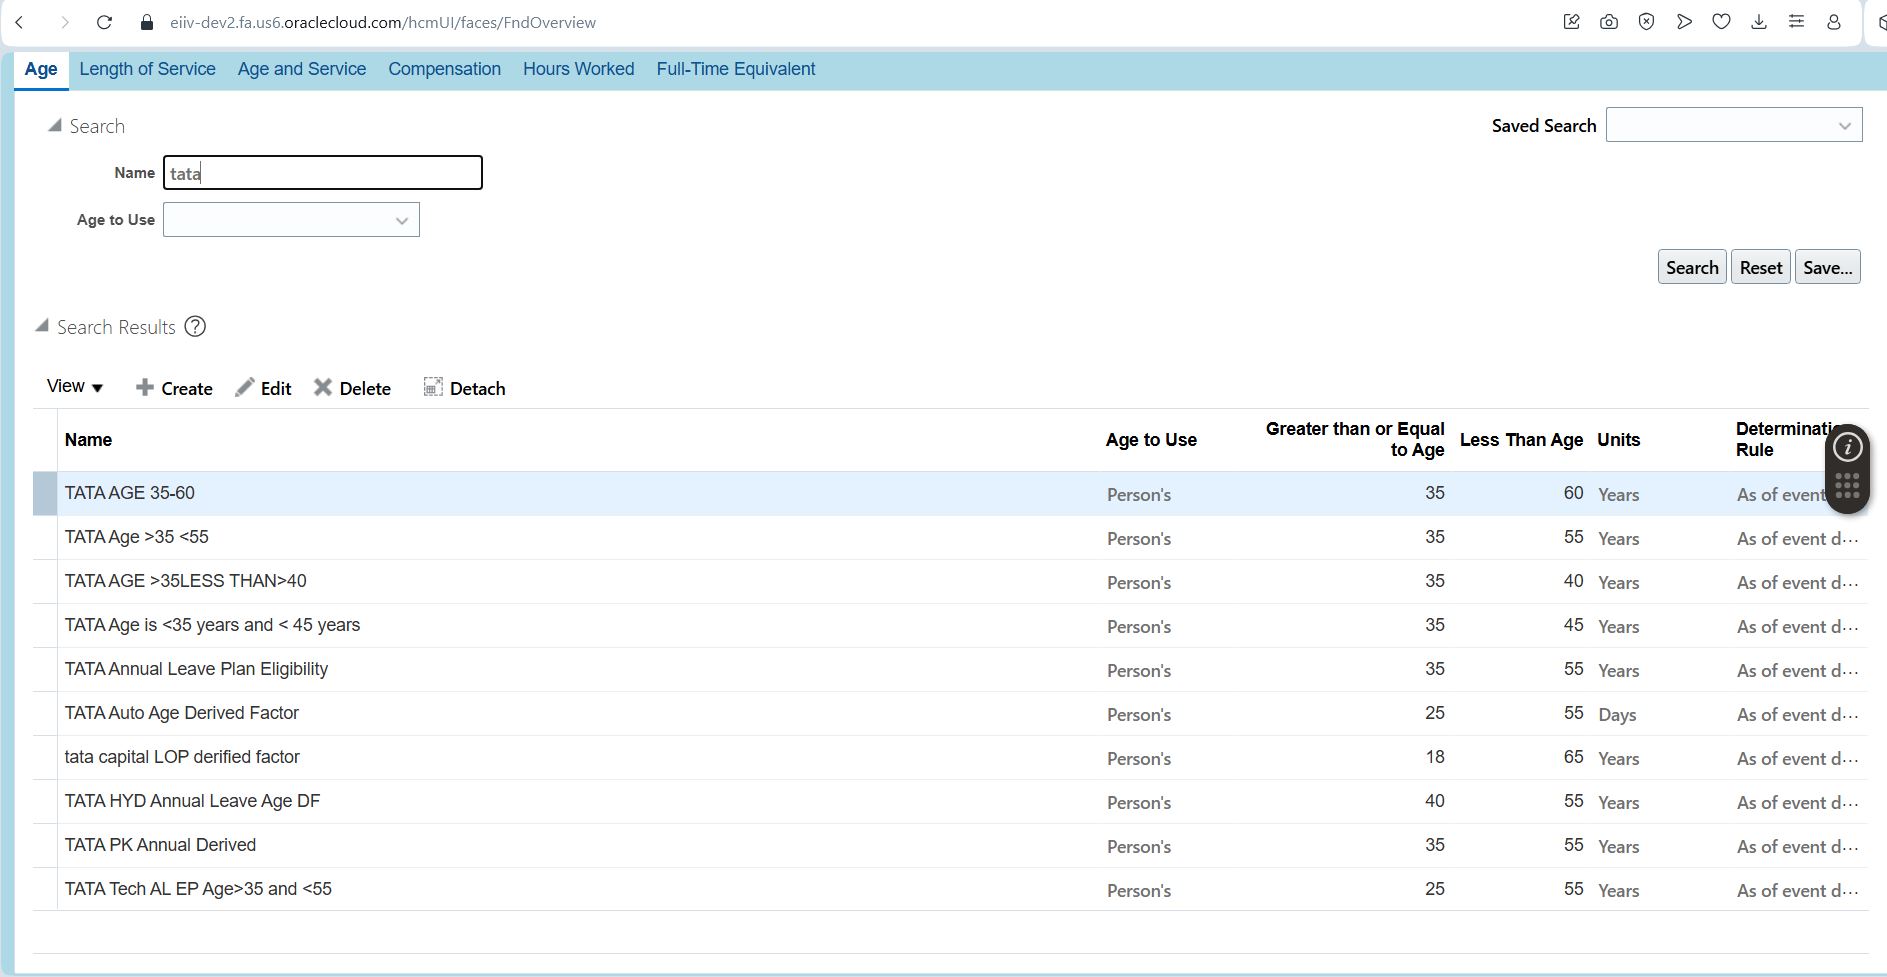 eiiv-dev2.fa.us6.oraclecloud.com/hcmUI/faces/FndOverview
Age Length of Service Age and Service Compensation Hours Worked Full-Time Equivalent
Search Saved Search
Name tata
Age to Use
Search Reset Save...
Search Results ?
View Create Edit Delete Detach
Name Age to Use Greater than or Equal to Age Less Than Age Units Rule
TATA AGE 35-60 Person's 35 60 Years As of event
TATA Age >35 <55 Person's 35 55 Years As of event d...
TATA AGE >35LESS THAN>40 Person's 35 40 Years As of event d...
TATA Age is <35 years and < 45 years Person's 35 45 Years As of event d...
TATA Annual Leave Plan Eligibility Person's 35 55 Years As of event d...
TATA Auto Age Derived Factor Person's 25 55 Days As of event d...
tata capital LOP derified factor Person's 18 65 Years As of event d...
TATA HYD Annual Leave Age DF Person's 40 55 Years As of event d...
TATA PK Annual Derived Person's 35 55 Years As of event d...
TATA Tech AL EP Age>35 and <55 Person's 25 55 Years As of event d...